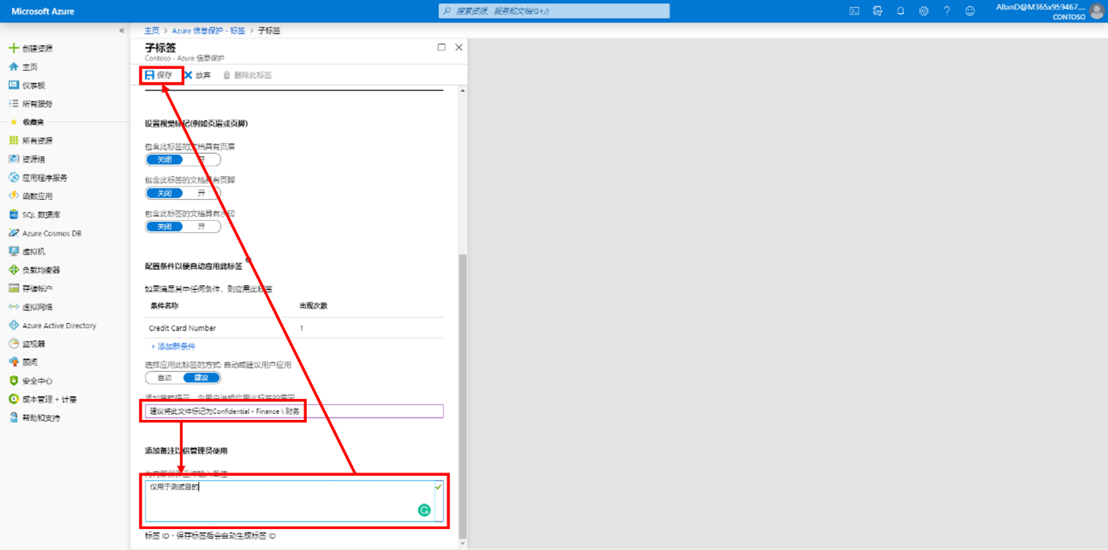 Microsoft Azure
搜索资源、服务和文档(G+/)
AllanD@M365x959467...
CONTOSO
创建资源
主页
仪表板
所有服务
收藏夹
所有资源
资源组
应用程序服务
函数应用
SQL 数据库
Azure Cosmos DB
虚拟机
负载均衡器
存储帐户
虚拟网络
Azure Active Directory
监视器
顾问
安全中心
成本管理 + 计费
帮助和支持
主页 > Azure 信息保护 - 标签 > 子标签
子标签
Contoso - Azure 信息保护
保存 放弃 删除此标签
设置视觉标记(例如页眉或页脚)
包含此标签的文档具有页眉
关闭 开
包含此标签的文档具有页脚
关闭 开
包含此标签的文档具有水印
关闭 开
配置条件以便自动应用此标签
如果满足其中任何条件，则应用此标签
条件名称 出现次数
Credit Card Number 1
+ 添加新条件
选择应用此标签的方式: 自动或建议用户应用
自动 建议
添加策略提示，向用户说明应用此标签的原因
建议将此文件标记为Confidential - Finance \ 财务
添加备注以供管理员使用
仅用于测试目的
标签 ID - 保存标签后会自动生成标签 ID